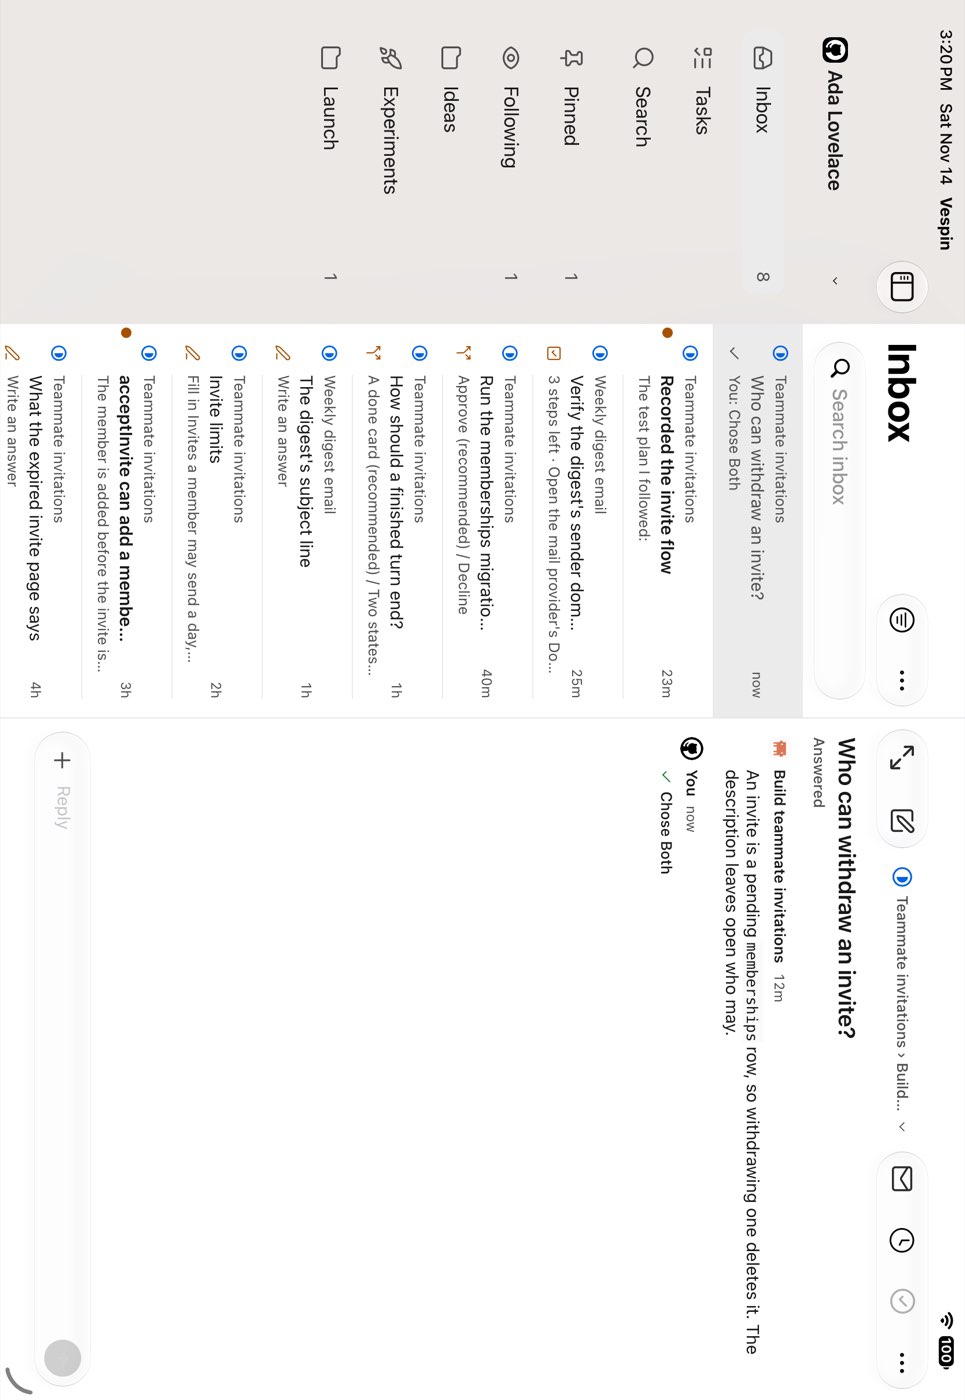 3:20 PM Sat Nov 14 Vespin
100
Ada Lovelace
Inbox 8
Tasks
Search
Pinned 1
Following 1
Ideas
Experiments
Launch 1
Inbox
Search inbox
Teammate invitations
Who can withdraw an invite? now
You: Chose Both
Teammate invitations
Recorded the invite flow 23m
The test plan I followed:
Weekly digest email
Verify the digest's sender dom... 25m
3 steps left · Open the mail provider's Do...
Teammate invitations
Run the memberships migratio... 40m
Approve (recommended) / Decline
Teammate invitations
How should a finished turn end? 1h
A done card (recommended) / Two states...
Weekly digest email
The digest's subject line 1h
Write an answer
Teammate invitations
Invite limits 2h
Fill in Invites a member may send a day,...
Teammate invitations
acceptInvite can add a membe... 3h
The member is added before the invite is...
Teammate invitations
What the expired invite page says 4h
Write an answer
Teammate invitations › Build...
Who can withdraw an invite?
Answered
Build teammate invitations 12m
An invite is a pending memberships row, so withdrawing one deletes it. The
description leaves open who may.
You now
Chose Both
Reply